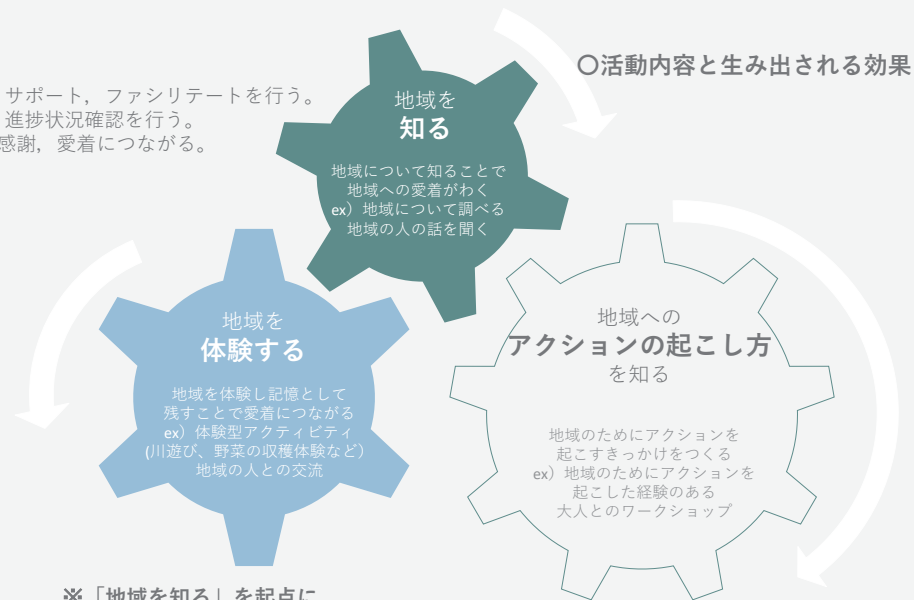 〇活動内容と生み出される効果
サポート，ファシリテートを行う。
進捗状況確認を行う。
感謝，愛着につながる。
地域を
知る
地域について知ることで
地域への愛着がわく
ex）地域について調べる
地域の人の話を聞く
地域を
体験する
地域を体験し記憶として
残すことで愛着につながる
ex）体験型アクティビティ
(川遊び、野菜の収穫体験など）
地域の人との交流
地域への
アクションの起こし方
を知る
地域のためにアクションを
起こすきっかけをつくる
ex）地域のためにアクションを
起こした経験のある
大人とのワークショップ
※「地域を知る」を起点に